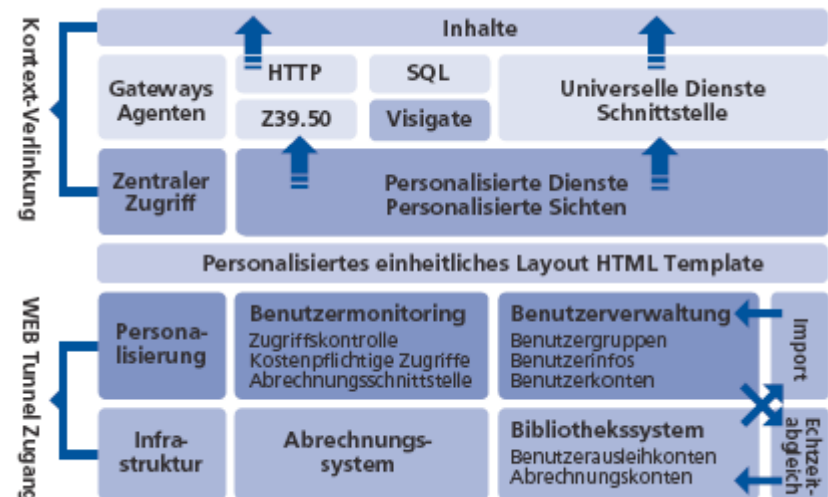 Kontext-Verlinkung
Inhalte
Gateways
Agenten
HTTP
SQL
Z39.50
Visigate
Universelle Dienste
Schnittstelle
Zentraler
Zugriff
Personalisierte Dienste
Personalisierte Sichten
Personalisiertes einheitliches Layout HTML Template
WEB Tunnel Zugang
Persona-
lisierung
Benutzermonitoring
Zugriffskontrolle
Kostenpflichtige Zugriffe
Abrechnungsschnittstelle
Benutzerverwaltung
Benutzergruppen
Benutzerinfos
Benutzerkonten
Import
Infra-
struktur
Abrechnungs-
system
Bibliothekssystem
Benutzerausleihkonten
Abrechnungskonten
Echtzeit-
abgleich